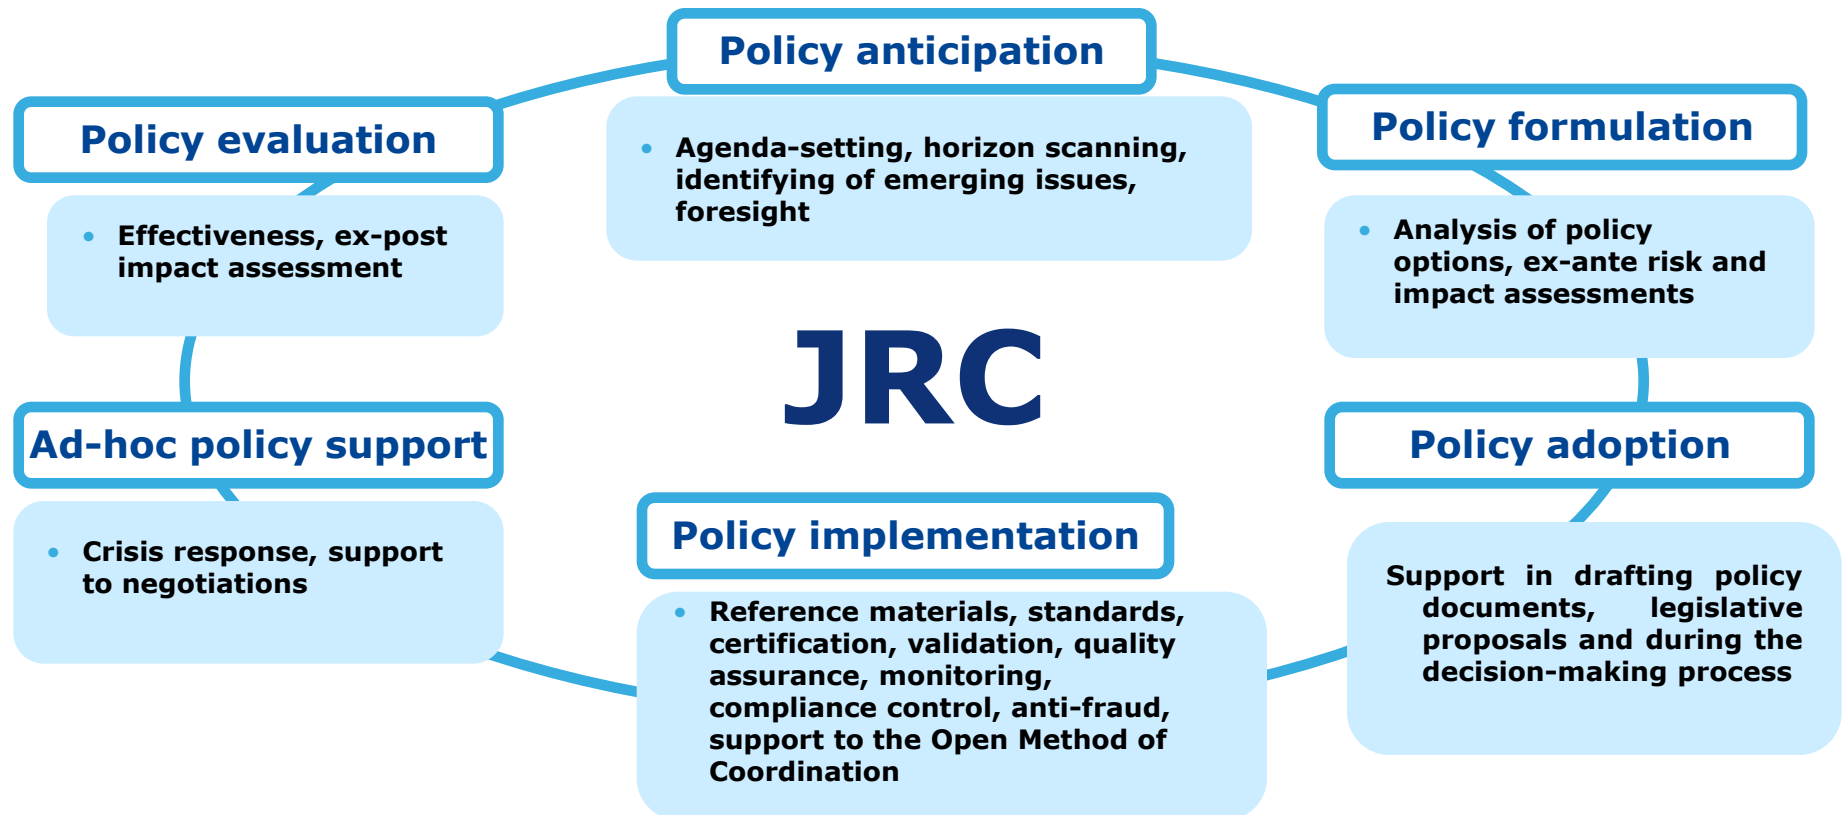 Policy anticipation
• Agenda-setting, horizon scanning,
identifying of emerging issues,
foresight
Policy formulation
• Analysis of policy
options, ex-ante risk and
impact assessments
Policy adoption
Support in drafting policy
documents, legislative
proposals and during the
decision-making process
Policy implementation
• Reference materials, standards,
certification, validation, quality
assurance, monitoring,
compliance control, anti-fraud,
support to the Open Method of
Coordination
Ad-hoc policy support
• Crisis response, support
to negotiations
Policy evaluation
• Effectiveness, ex-post
impact assessment
JRC